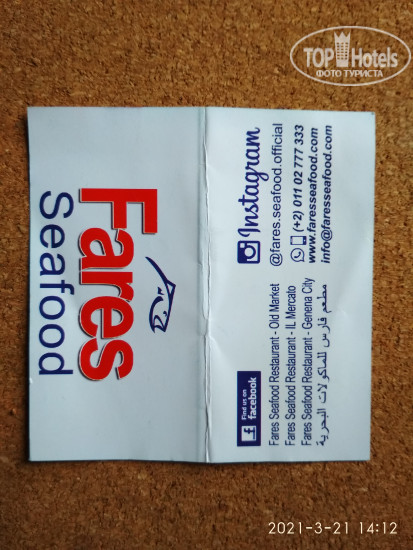 TOP Hotels
ФОТО ТУРИСТА
Fares
Seafood
Instagram
@fares.seafood.official
(+2) 011 02 777 333
www.faresseafood.com
info@faresseafood.com
Find us on
facebook
Fares Seafood Restaurant - Old Market
Fares Seafood Restaurant - IL Mercato
Fares Seafood Restaurant - Genena City
مطعم فارس للماكولات البحرية
2021-3-21 14:12